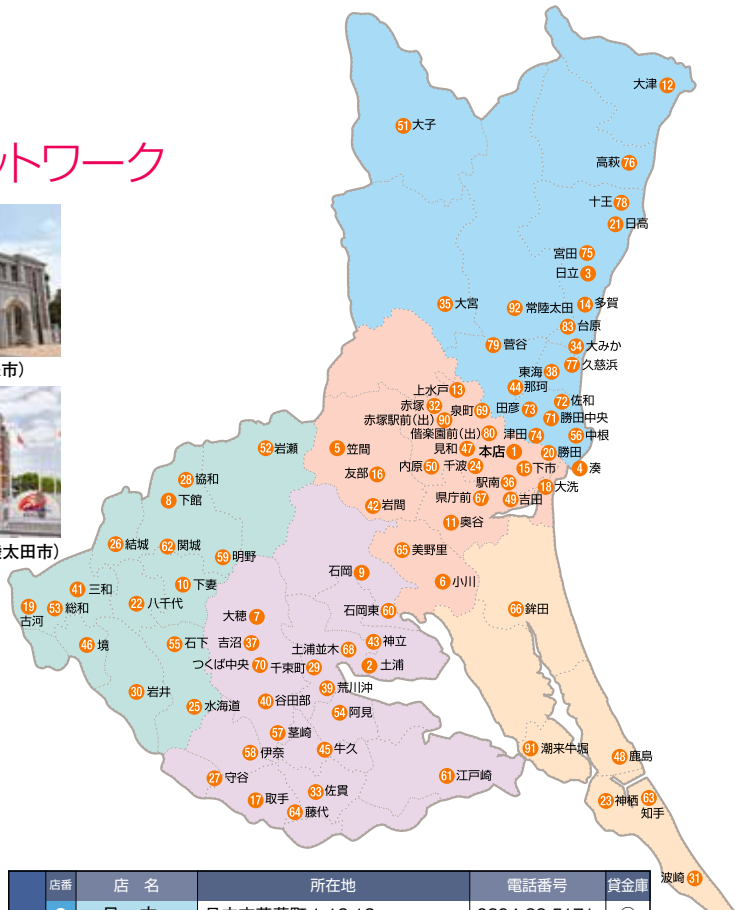 ットワーク
市)
太田市)
大津 12
51 大子
高萩 76
十王 78
21 日高
宮田 75
日立 3
35 大宮
92 常陸太田
14 多賀
83 台原
79 菅谷
34 大みか
77 久慈浜
東海 38
44 那珂
上水戸 13
赤塚 32
泉町 69
田彦 73
72 佐和
赤塚駅前(出) 90
71 勝田中央
偕楽園前(出) 80
津田 74
56 中根
52 岩瀬
5 笠間
見和 47
本店 1
20 勝田
内原 50
千波 24
15 下市
4 湊
友部 16
28 協和
駅南 36
18 大洗
8 下館
県庁前 67
49 吉田
42 岩間
11 奥谷
26 結城
62 関城
65 美野里
59 明野
石岡 9
6 小川
41 三和
10 下妻
19 古河
53 総和
22 八千代
石岡東 60
66 鉾田
大穂 7
46 境
55 石下
吉沼 37
43 神立
土浦並木 68
つくば中央 70
千束町 29
2 土浦
30 岩井
39 荒川沖
25 水海道
40 谷田部
54 阿見
57 茎崎
58 伊奈
45 牛久
91 潮来牛堀
48 鹿島
27 守谷
61 江戸崎
17 取手
33 佐貫
64 藤代
23 神栖
63 知手
波崎 31
店番 店 名 所在地 電話番号 貸金庫